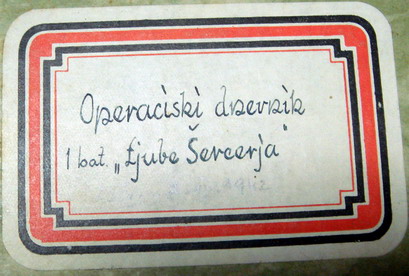 Operaciski dnevnik
1 bat. „Ljube Šercerja"